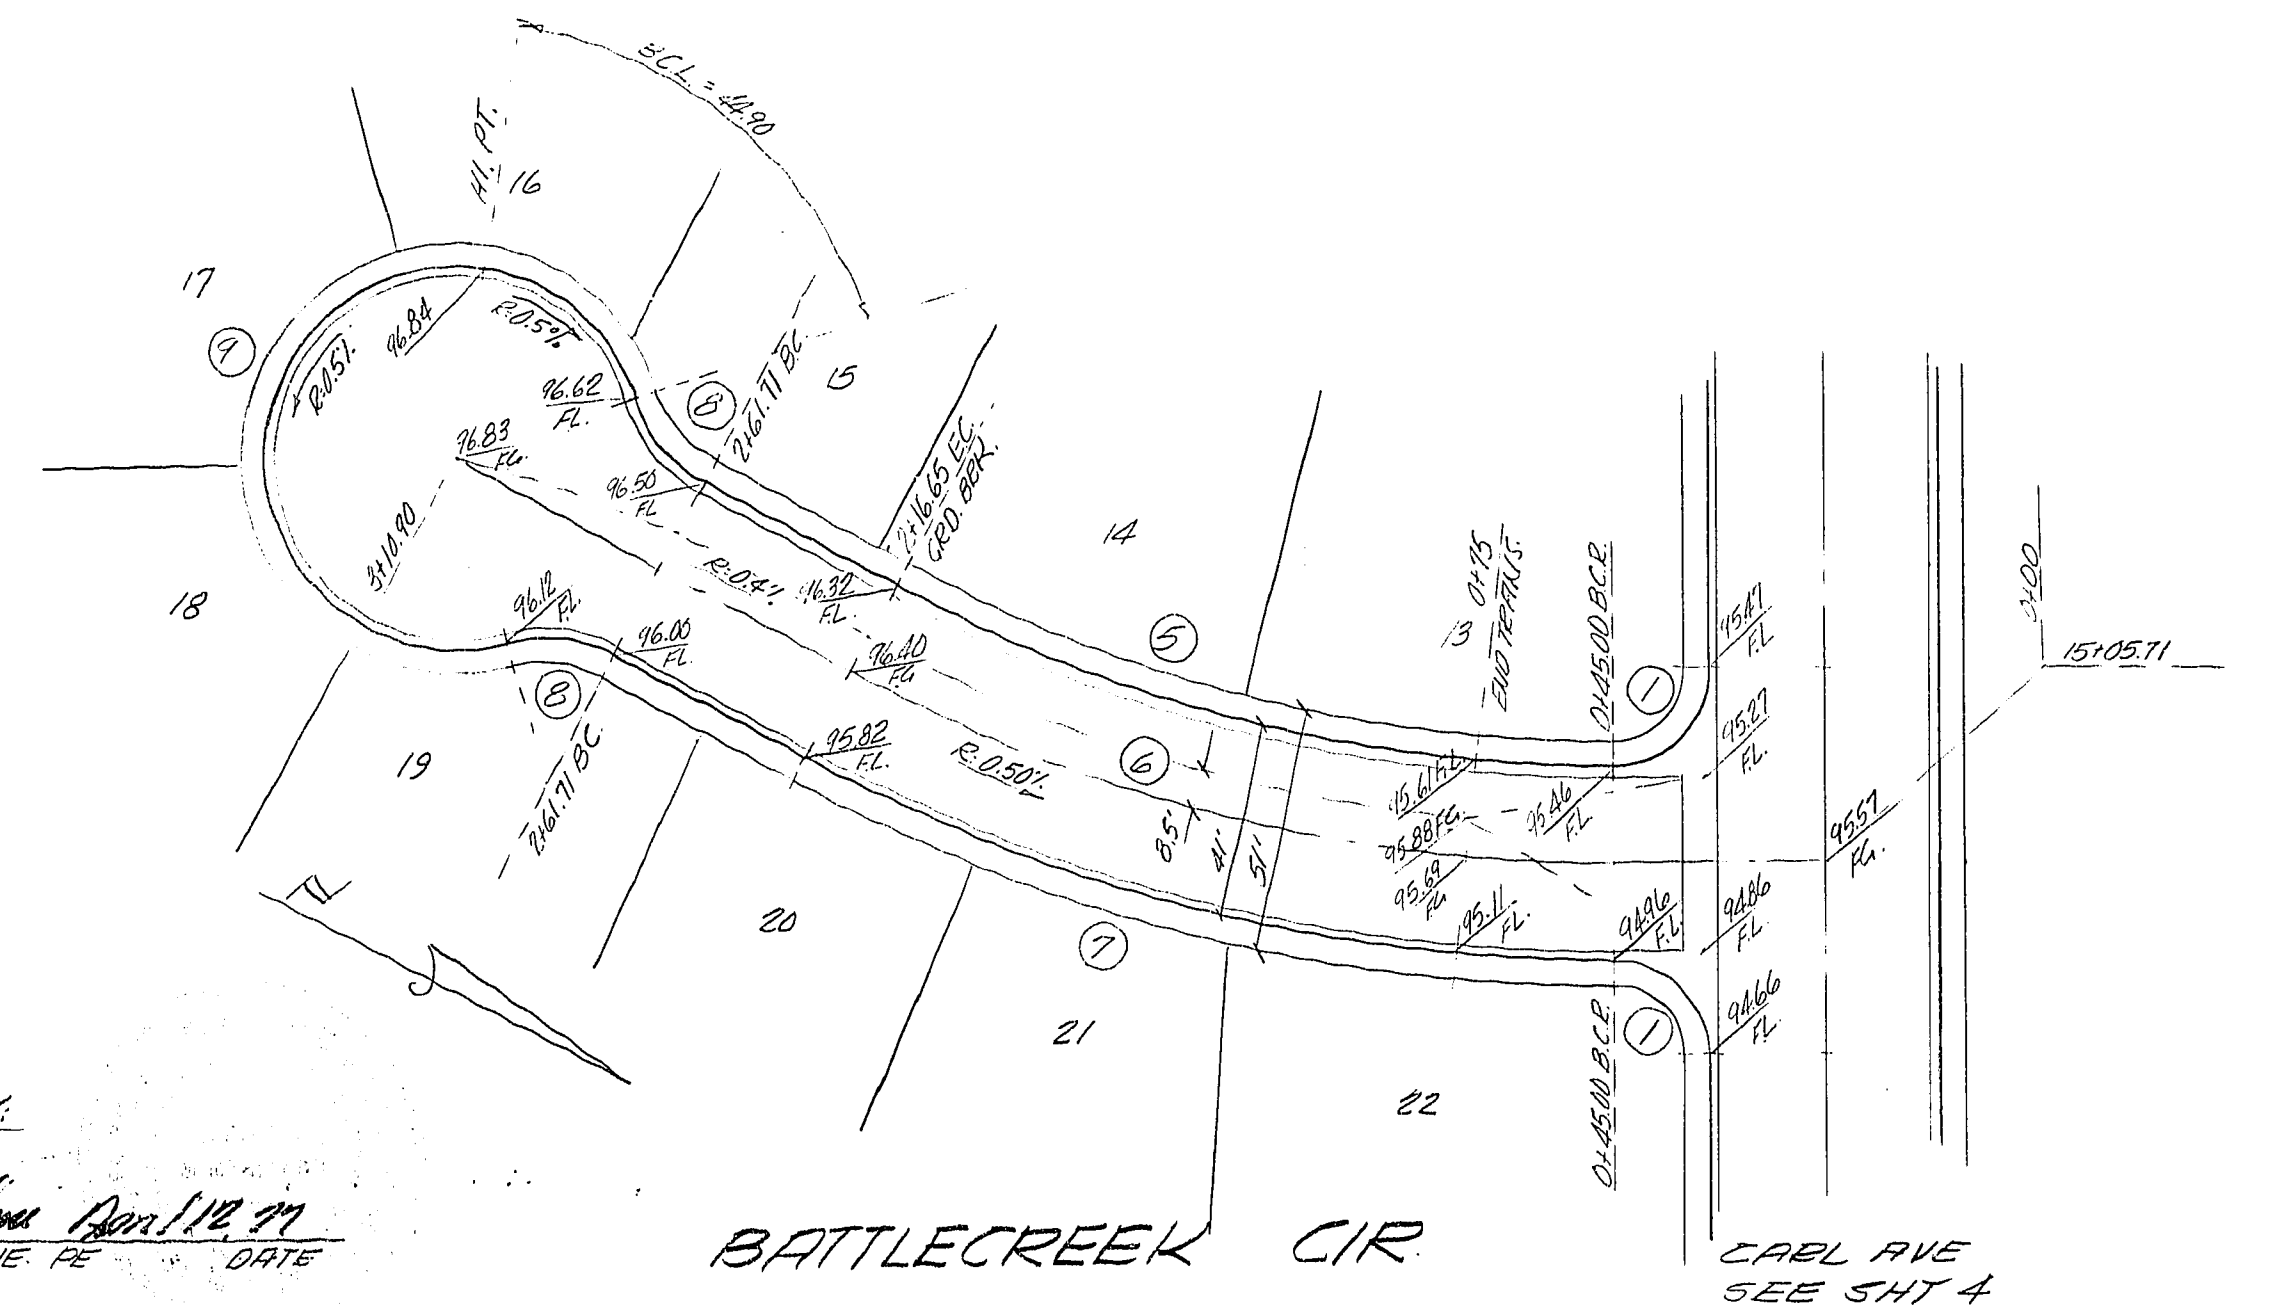 B.C.L. = 44.90
HI. PT.
16
17
9
R=0.5%
96.84
R=0.5%
96.62
FL.
8
2+61.71 B.C.
15
96.83
FG.
96.50
FL
2+16.65 E.C.
GRD. BRK.
14
3+10.90
18
R=0.4%
96.32
FL
96.12
FL.
96.00
FL.
96.40
FG
5
13
0+75
END TRANS.
0+45.00 B.C.R.
1
95.47
FL
0+00
15+05.71
8
19
2+61.71 B.C.
95.82
FL.
R=0.50%
6
8.5'
41'
51'
95.61 FL.
95.88 FG.
95.69
FG
95.46
FL
95.27
FL.
95.57
FG.
95.11
FL.
94.96
FL.
94.86
FL.
20
7
21
22
0+45.00 B.C.R.
1
94.66
FL.
April 12, 77
PE DATE
BATTLECREEK CIR.
CARL AVE
SEE SHT 4